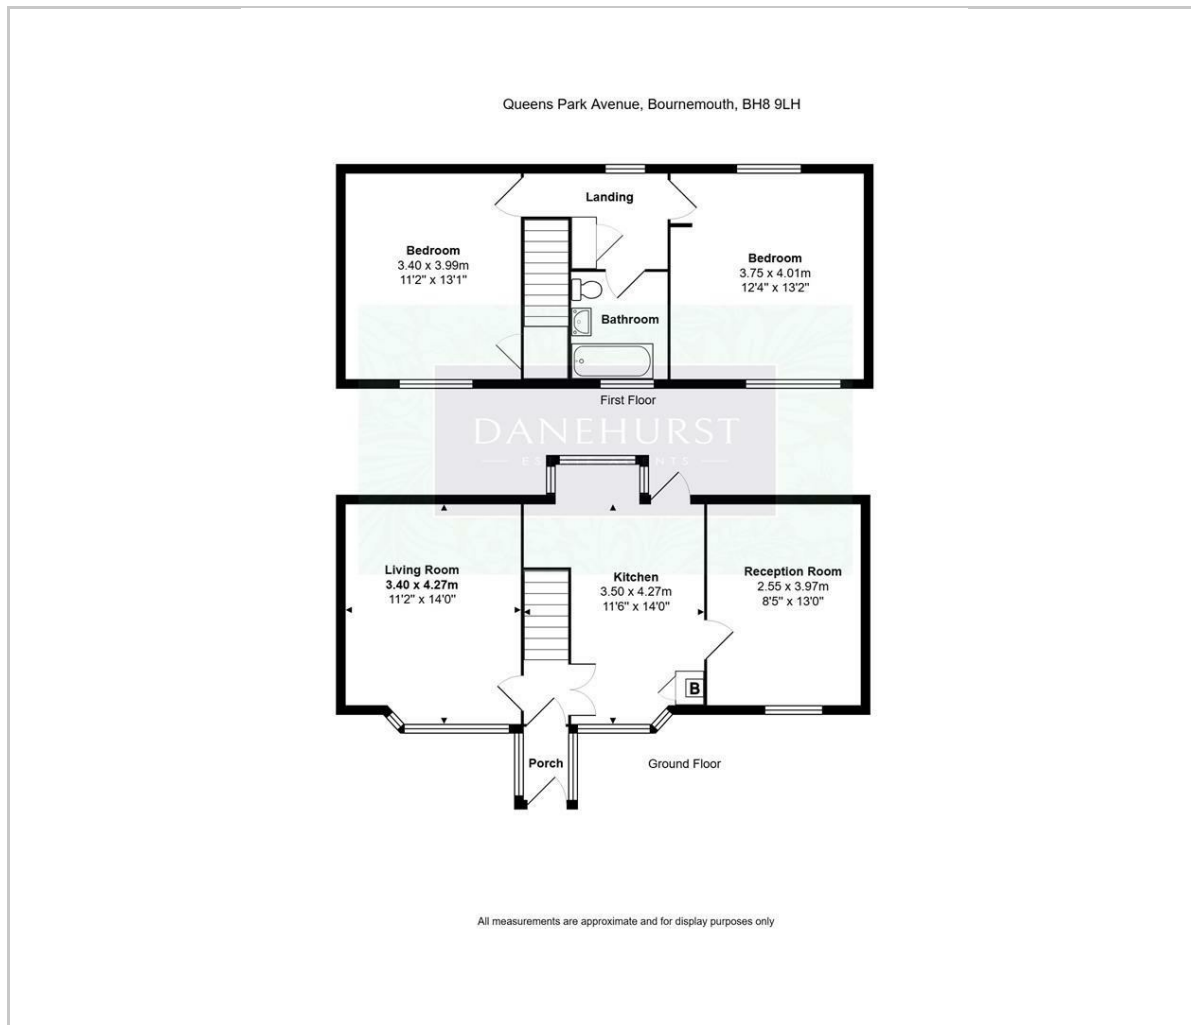 Queens Park Avenue, Bournemouth, BH8 9LH
Landing
Bedroom
3.40 x 3.99m
11'2" x 13'1"
Bedroom
3.75 x 4.01m
12'4" x 13'2"
Bathroom
First Floor
DANEHURST
Living Room
3.40 x 4.27m
11'2" x 14'0"
Kitchen
3.50 x 4.27m
11'6" x 14'0"
Reception Room
2.55 x 3.97m
8'5" x 13'0"
B
Porch
Ground Floor
All measurements are approximate and for display purposes only